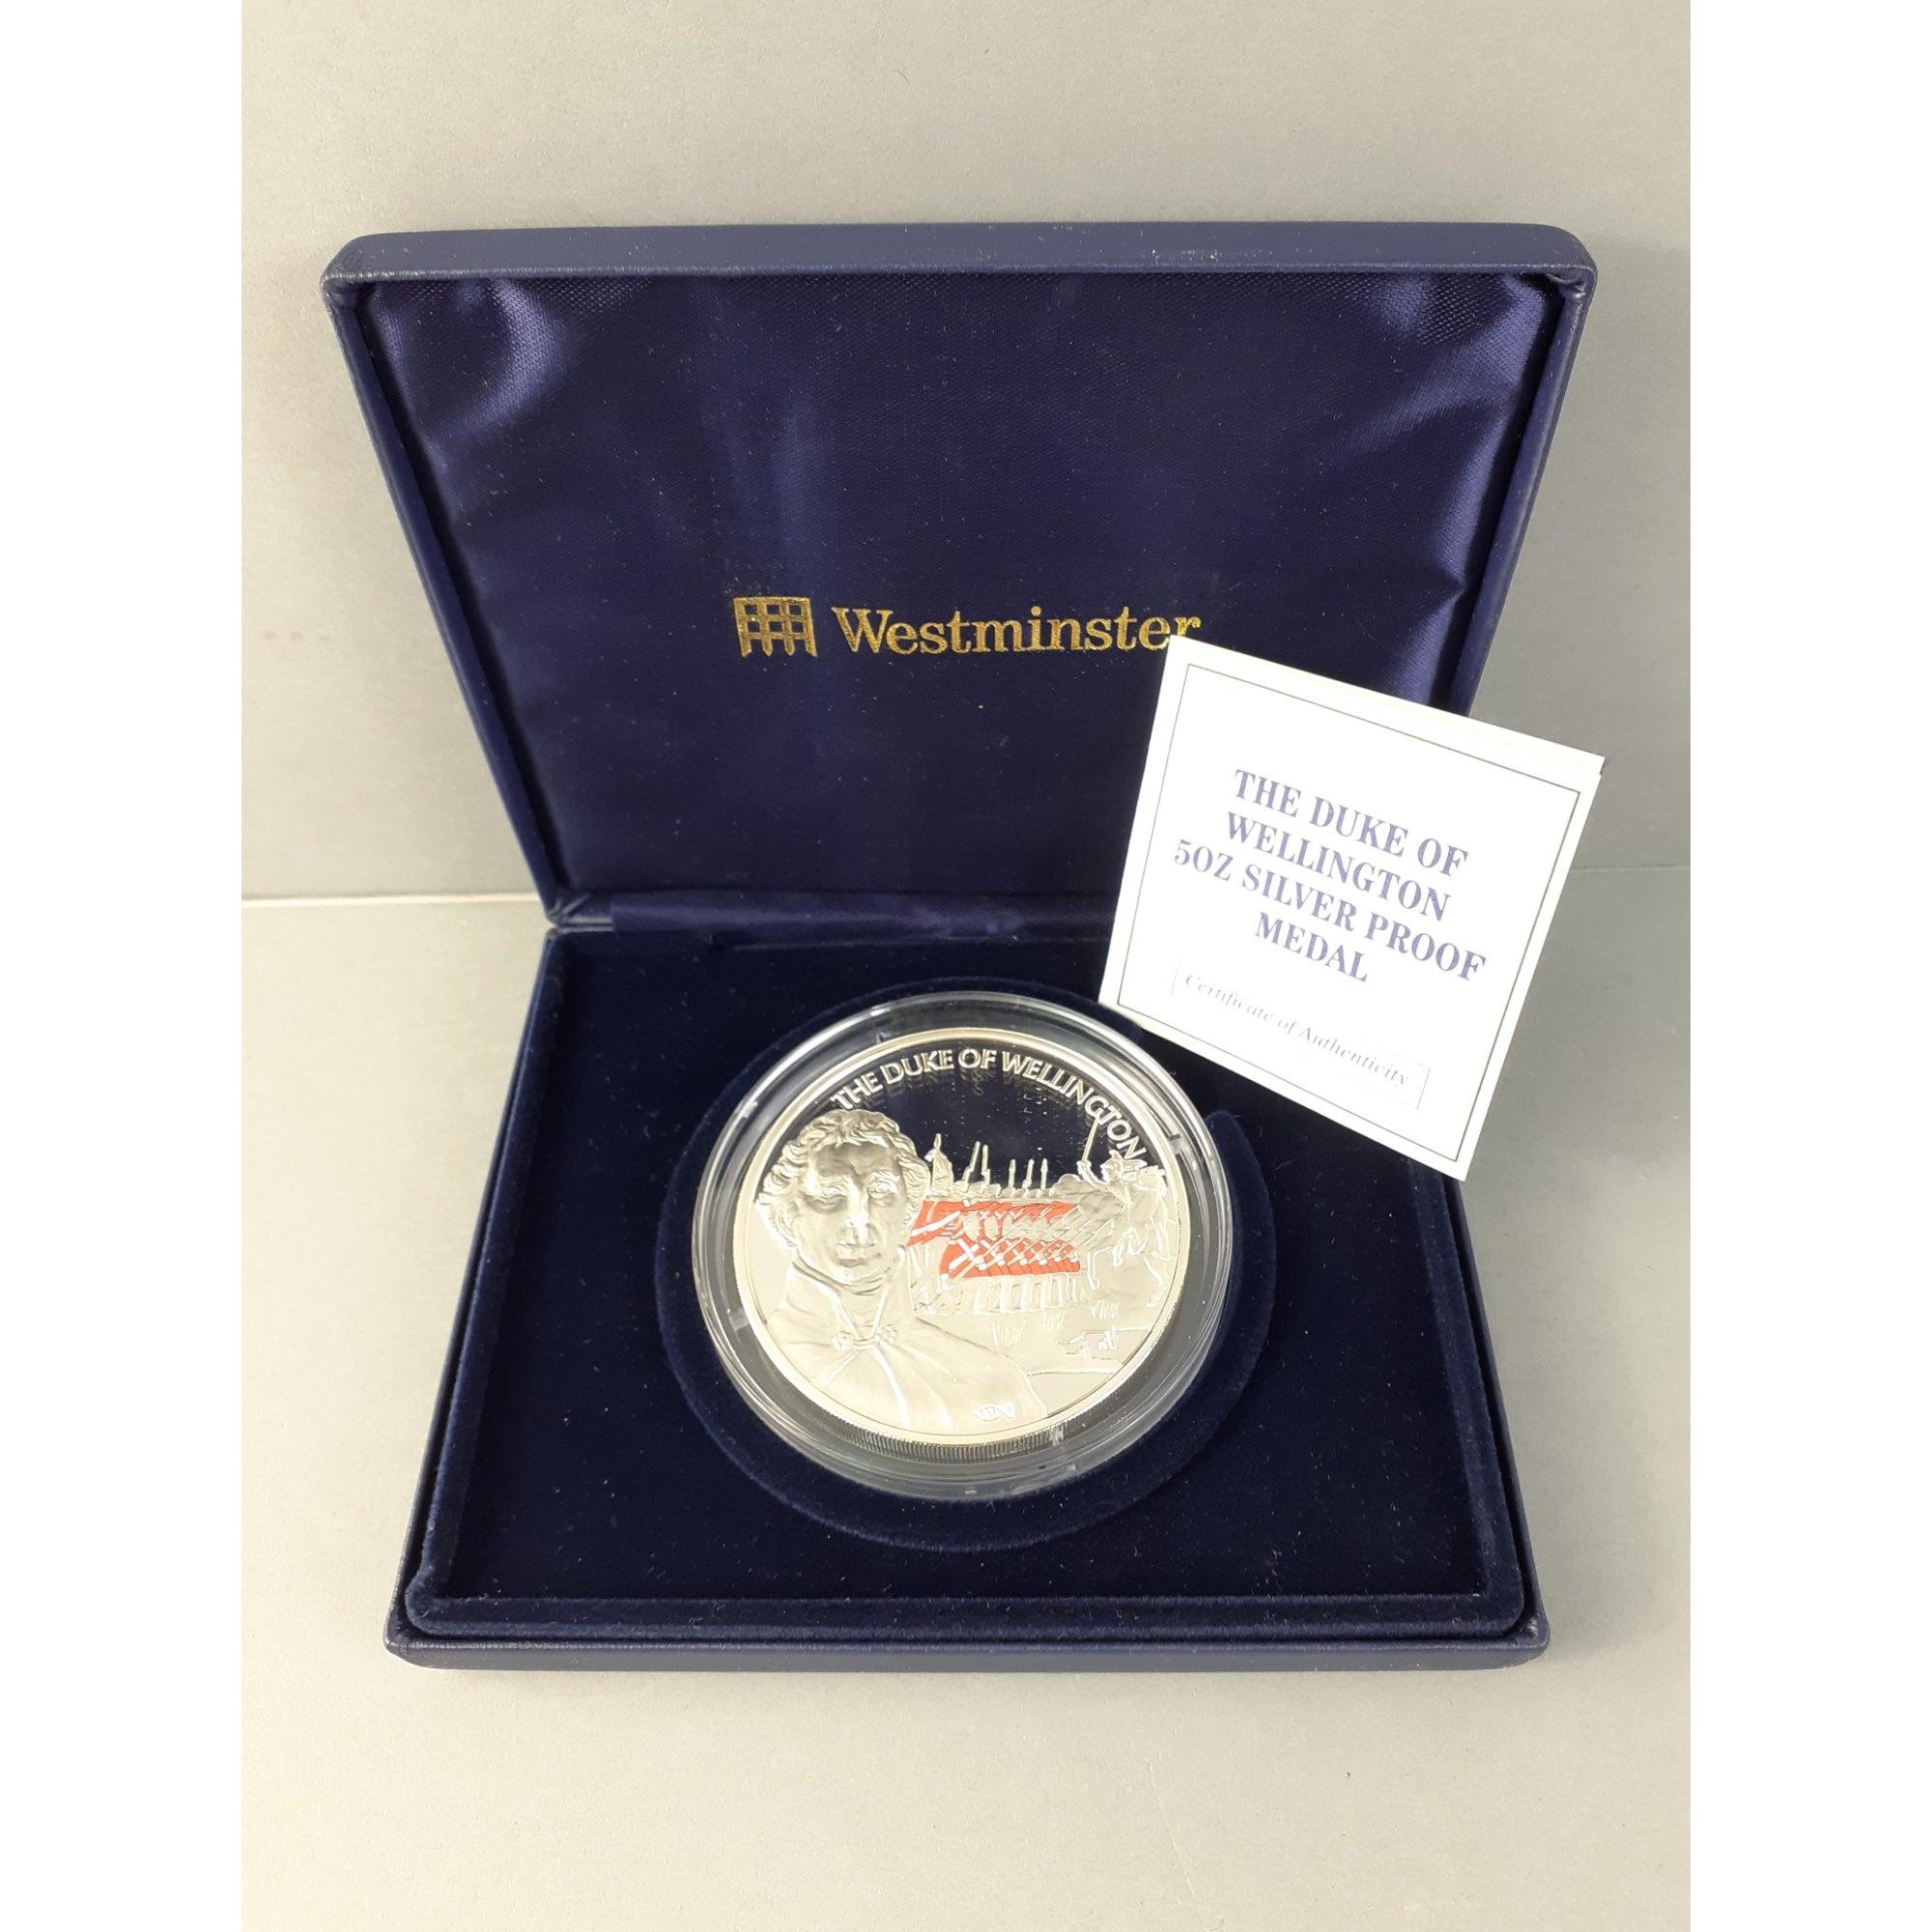 Westminster
THE DUKE OF
WELLINGTON
5OZ SILVER PROOF
MEDAL
Certificate of Authenticity
THE DUKE OF WELLINGTON